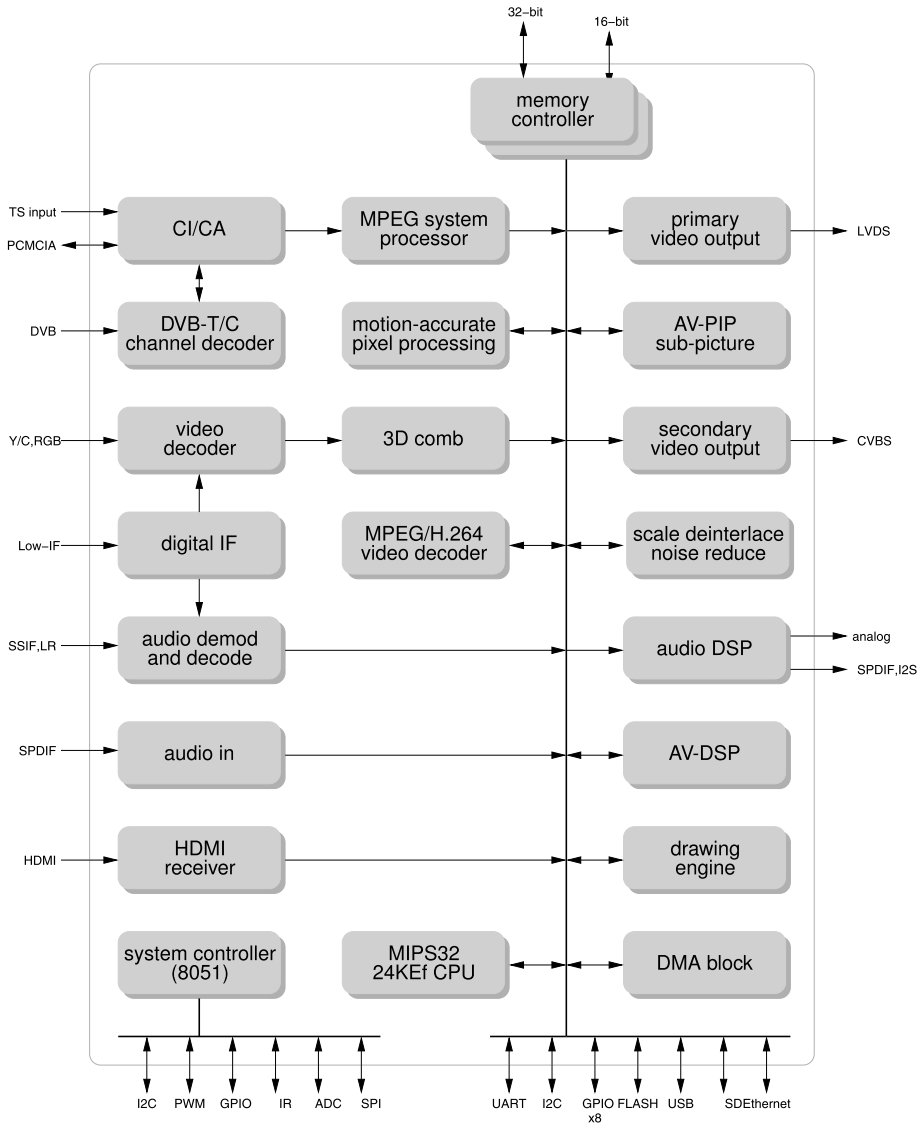 32–bit
16–bit
memory
controller
TS input
PCMCIA
CI/CA
MPEG system
processor
primary
video output
LVDS
DVB
DVB-T/C
channel decoder
motion-accurate
pixel processing
AV-PIP
sub-picture
Y/C,RGB
video
decoder
3D comb
secondary
video output
CVBS
Low–IF
digital IF
MPEG/H.264
video decoder
scale deinterlace
noise reduce
SSIF,LR
audio demod
and decode
audio DSP
analog
SPDIF,I2S
SPDIF
audio in
AV-DSP
HDMI
HDMI
receiver
drawing
engine
system controller
(8051)
MIPS32
24KEf CPU
DMA block
I2C PWM GPIO IR ADC SPI
UART I2C GPIO FLASH USB SDEthernet
x8